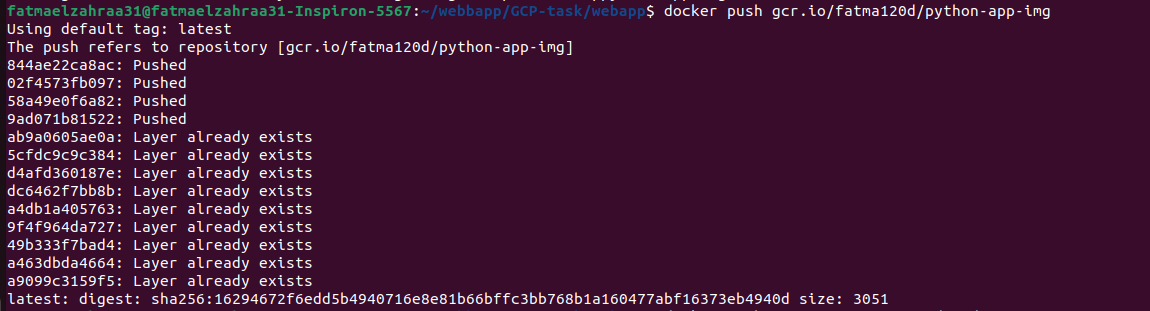 fatmaelzahraa31@fatmaelzahraa31-Inspiron-5567:~/webbapp/GCP-task/webapp$ docker push gcr.io/fatma120d/python-app-img
Using default tag: latest
The push refers to repository [gcr.io/fatma120d/python-app-img]
844ae22ca8ac: Pushed
02f4573fb097: Pushed
58a49e0f6a82: Pushed
9ad071b81522: Pushed
ab9a0605ae0a: Layer already exists
5cfdc9c9c384: Layer already exists
d4afd360187e: Layer already exists
dc6462f7bb8b: Layer already exists
a4db1a405763: Layer already exists
9f4f964da727: Layer already exists
49b333f7bad4: Layer already exists
a463dbda4664: Layer already exists
a9099c3159f5: Layer already exists
latest: digest: sha256:16294672f6edd5b4940716e8e81b66bffc3bb768b1a160477abf16373eb4940d size: 3051